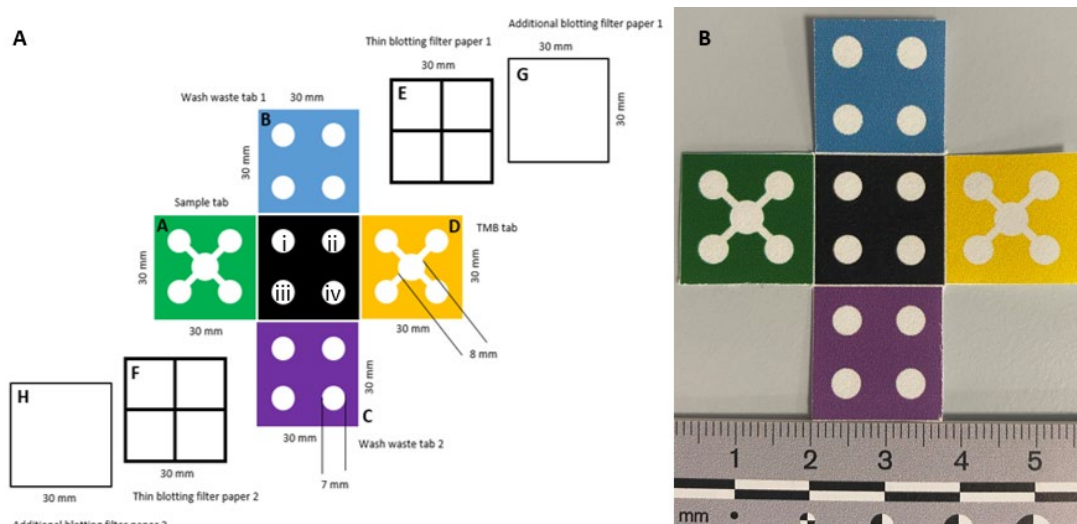 A
Additional blotting filter paper 1
Thin blotting filter paper 1
30 mm
30 mm
G
E
30 mm
Wash waste tab 1
30 mm
B
30 mm
Sample tab
A
i
ii
iii
iv
D
TMB tab
30 mm
30 mm
30 mm
30 mm
8 mm
F
H
30 mm
C
30 mm
Wash waste tab 2
7 mm
30 mm
30 mm
Thin blotting filter paper 2
B
1 2 3 4 5
mm